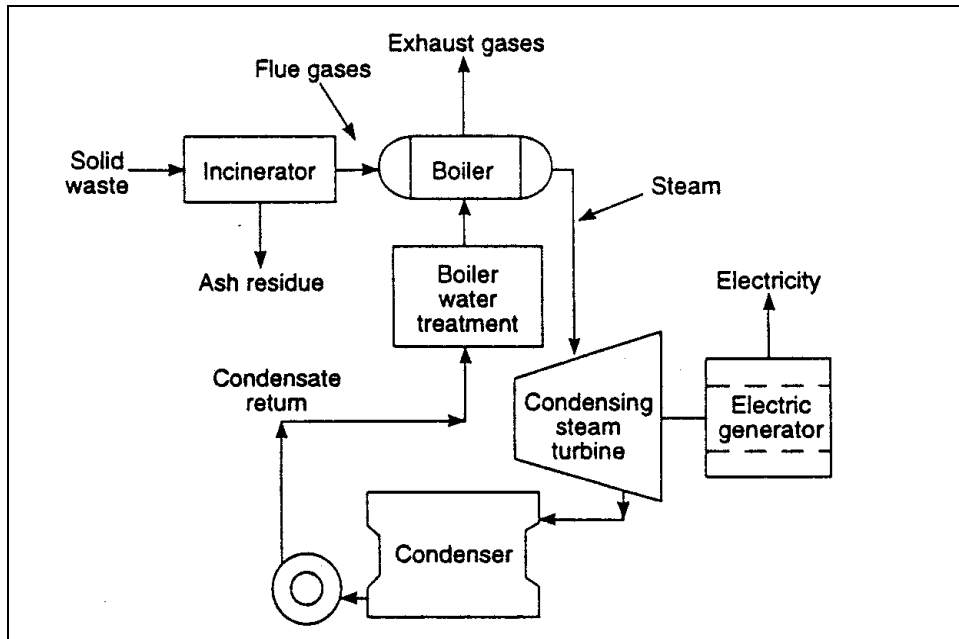 Exhaust gases
Flue gases
Solid
waste
Incinerator
Boiler
Steam
Ash residue
Boiler
water
treatment
Electricity
Condensate
return
Condensing
steam
turbine
Electric
generator
Condenser